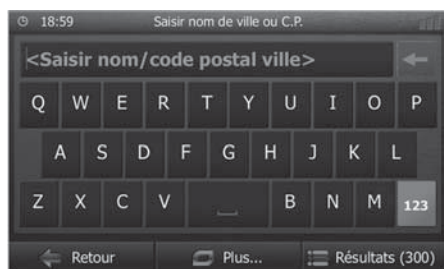 18:59 Saisir nom de ville ou C.P.
<Saisir nom/code postal ville>
Q W E R T Y U I O P
A S D F G H J K L
Z X C V B N M 123
Retour Plus... Résultats (300)